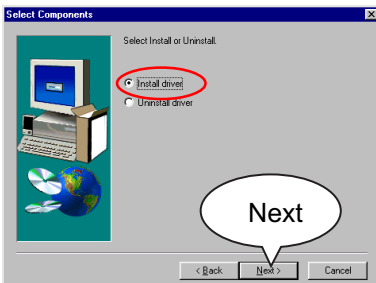 Select Components
Select Install or Uninstall.
Install driver
Uninstall driver
Next
< Back
Next >
Cancel